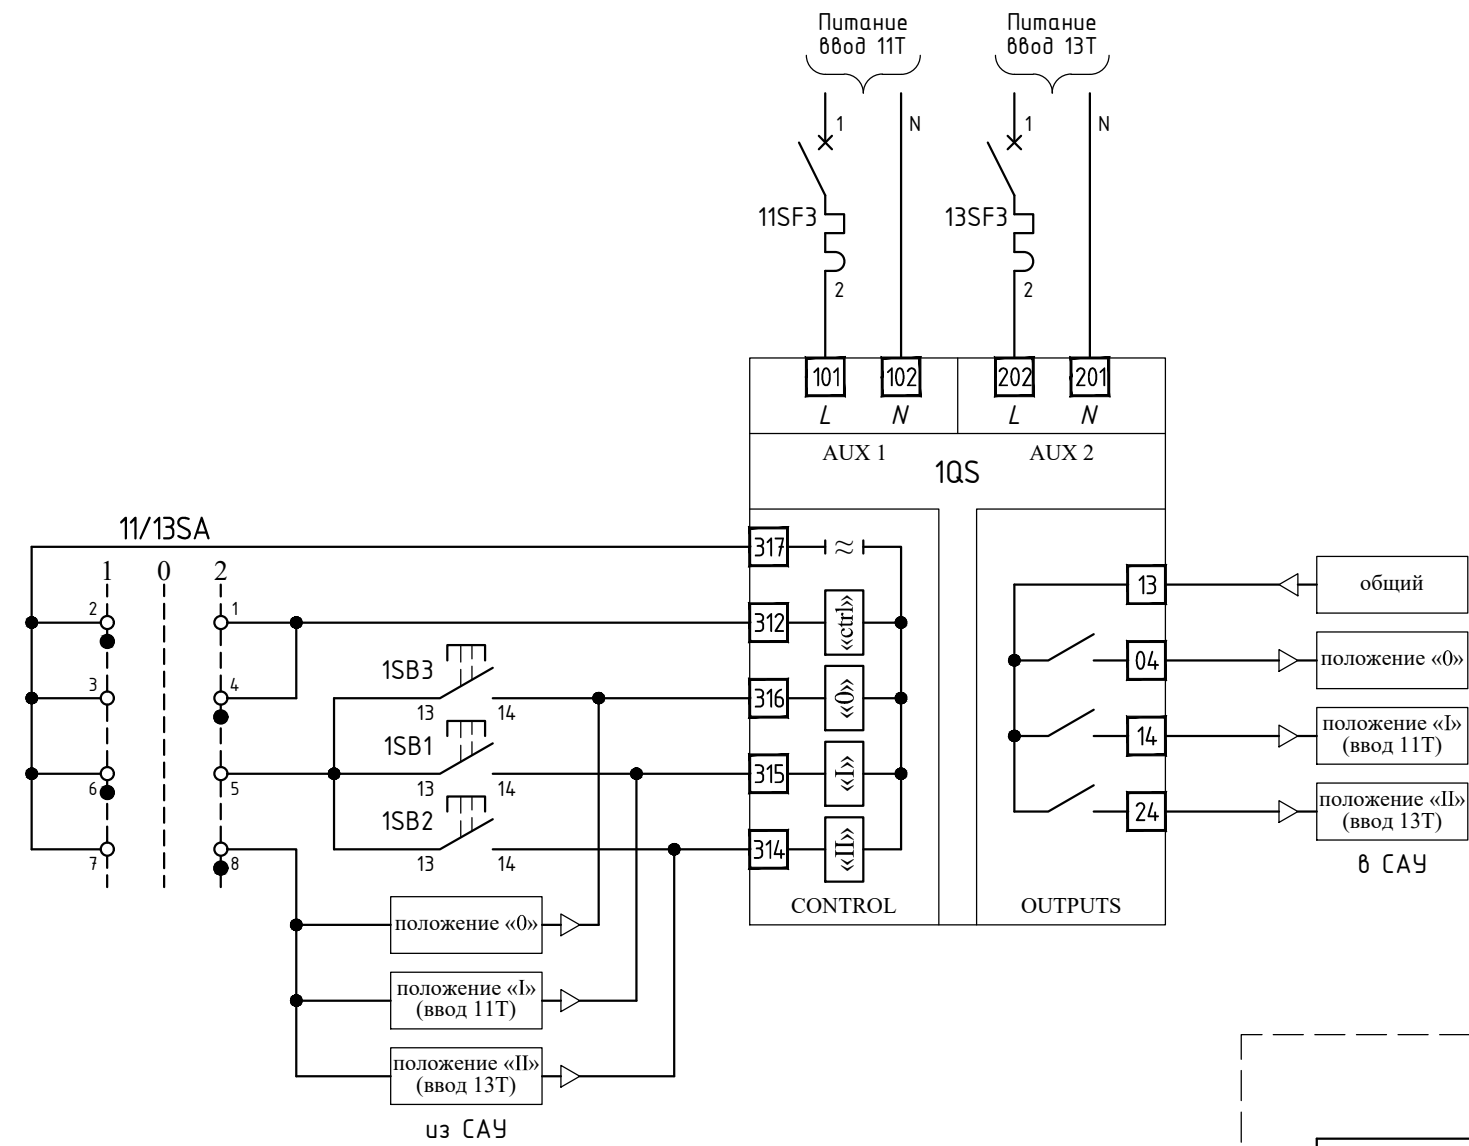 Питание
ввод 11Т
Питание
ввод 13Т
1
N
1
N
11SF3
13SF3
2
2
101
102
202
201
L
N
L
N
AUX 1
AUX 2
1QS
11/13SA
317
≈
1
0
2
2
1
312
«ctrl»
3
4
1SB3
13
14
316
«0»
6
5
1SB1
13
14
315
«I»
7
8
1SB2
13
14
314
«II»
CONTROL
OUTPUTS
13
общий
04
положение «0»
14
положение «I»
(ввод 11Т)
24
положение «II»
(ввод 13Т)
в САУ
положение «0»
положение «I»
(ввод 11Т)
положение «II»
(ввод 13Т)
из САУ